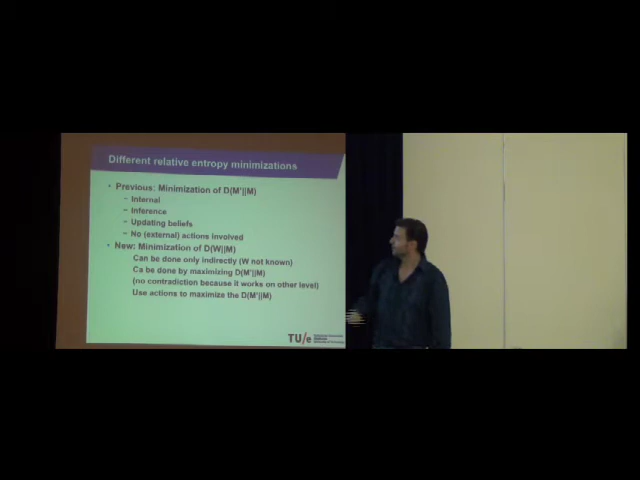 Different relative entropy minimizations
• Previous: Minimization of D(M'||M)
– Internal
– Inference
– Updating beliefs
– No (external) actions involved
• New: Minimization of D(W||M)
Can be done only indirectly (W not known)
Ca be done by maximizing D(M'||M)
(no contradiction because it works on other level)
Use actions to maximize the D(M'||M)
TU/e